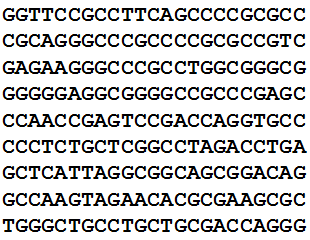 GGTTCCGCCTTCAGCCCCGCGCC
CGCAGGGCCCGCCCCGCGCCGTC
GAGAAGGGCCCGCCTGGCGGGCG
GGGGGAGGCGGGGCCGCCCGAGC
CCAACCGAGTCCGACCAGGTGCC
CCCTCTGCTCGGCCTAGACCTGA
GCTCATTAGGCGGCAGCGGACAG
GCCAAGTAGAACACGCGAAGCGC
TGGGCTGCCTGCTGCGACCAGGG